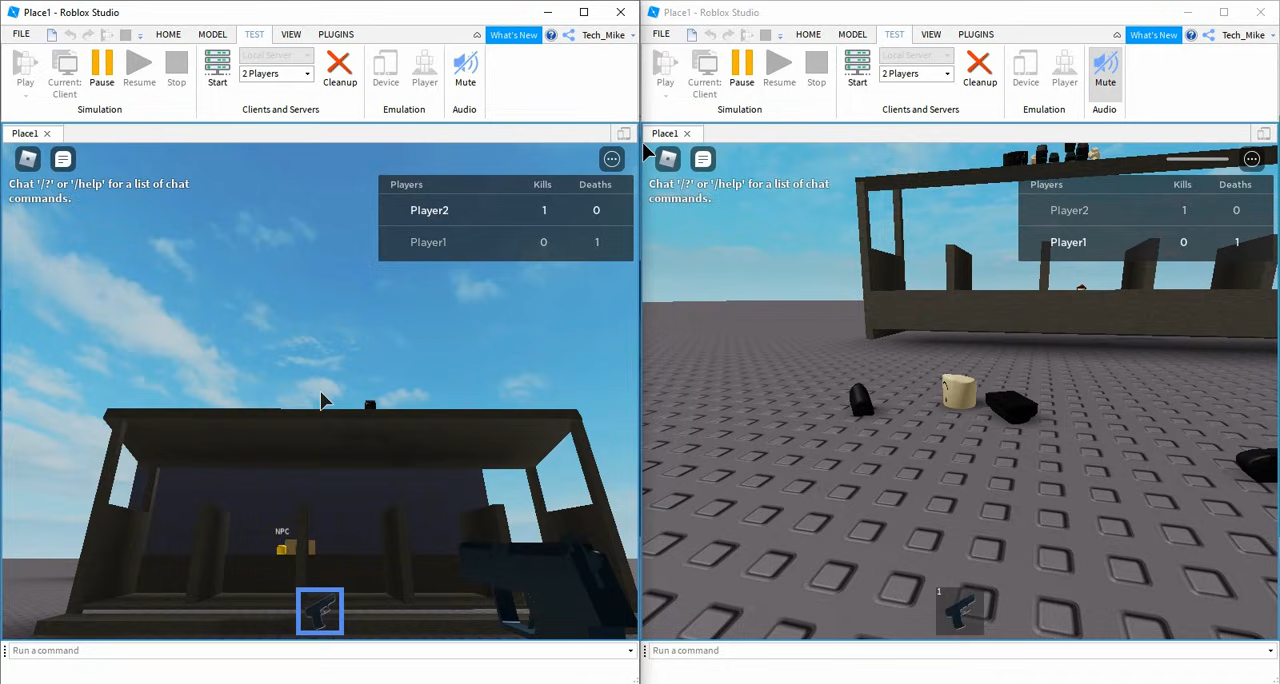 Place1 - Roblox Studio
FILE HOME MODEL TEST VIEW PLUGINS What's New Tech_Mike
Play Current: Client Pause Resume Stop Start Local Server 2 Players Cleanup Device Player Mute
Simulation Clients and Servers Emulation Audio
Place1
Chat '/?' or '/help' for a list of chat
commands.
Players Kills Deaths
Player2 1 0
Player1 0 1
NPC
Run a command
Place1 - Roblox Studio
FILE HOME MODEL TEST VIEW PLUGINS What's New Tech_Mike
Play Current: Client Pause Resume Stop Start Local Server 2 Players Cleanup Device Player Mute
Simulation Clients and Servers Emulation Audio
Place1
Chat '/?' or '/help' for a list of chat
commands.
Players Kills Deaths
Player2 1 0
Player1 0 1
1
Run a command